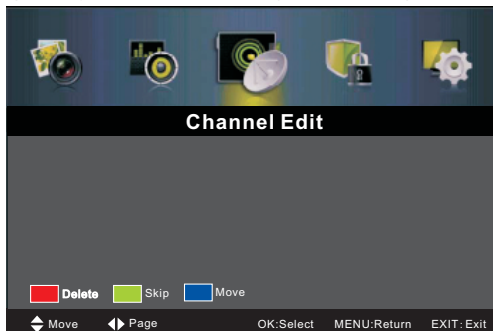 Channel Edit
Delete Skip Move
Move Page OK:Select MENU:Return EXIT:Exit